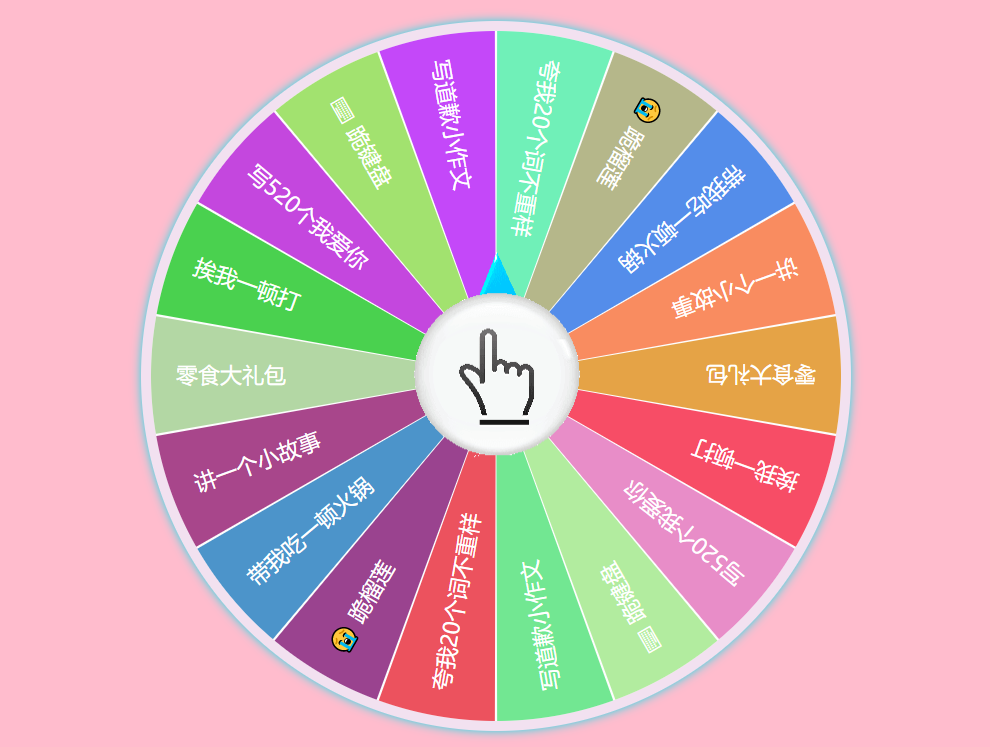 夸我20个词不重样
😭 跪榴莲
带我吃一顿火锅
讲一个小故事
零食大礼包
挨我一顿打
写520个我爱你
⌨ 跪键盘
写道歉小作文
夸我20个词不重样
😭 跪榴莲
带我吃一顿火锅
讲一个小故事
零食大礼包
挨我一顿打
写520个我爱你
⌨ 跪键盘
写道歉小作文